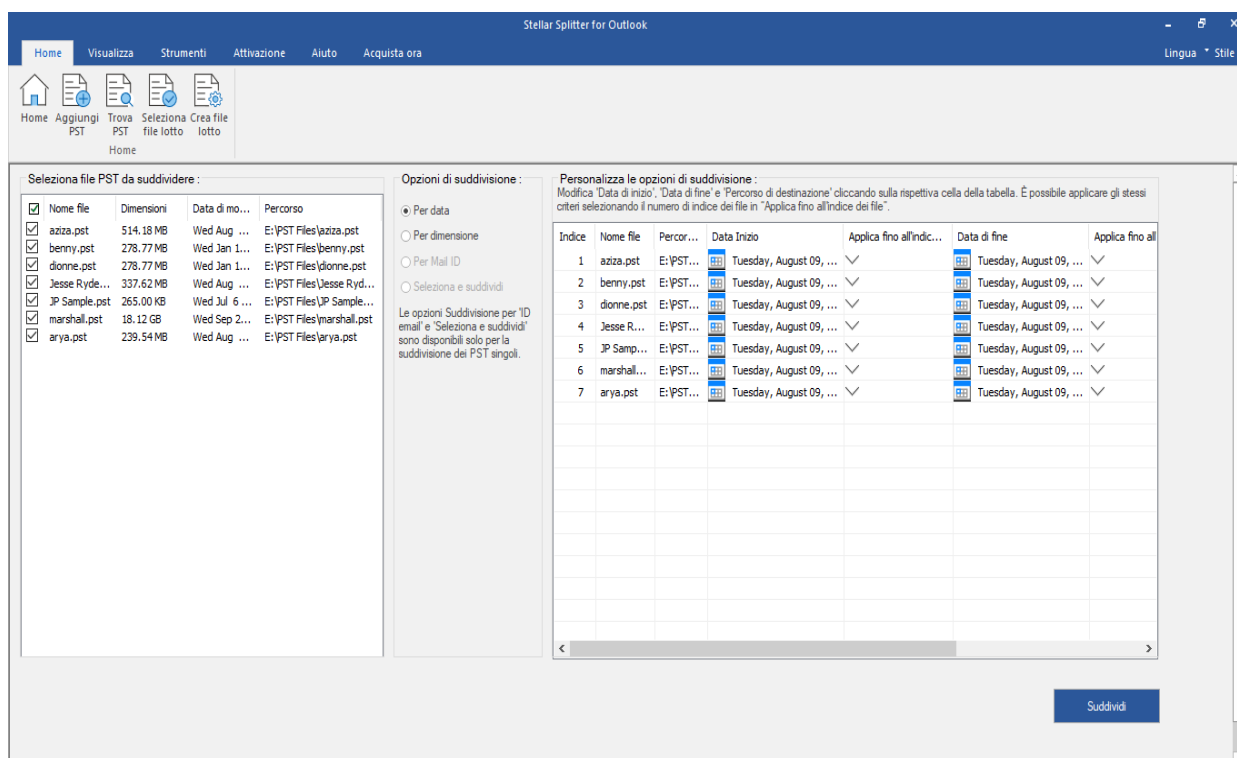 Stellar Splitter for Outlook
Home Visualizza Strumenti Attivazione Aiuto Acquista ora Lingua Stile
Home Aggiungi PST Trova PST Seleziona file lotto Crea file lotto
Home
Seleziona file PST da suddividere :
Nome file Dimensioni Data di mo... Percorso
aziza.pst 514.18 MB Wed Aug ... E:\PST Files\aziza.pst
benny.pst 278.77 MB Wed Jan 1... E:\PST Files\benny.pst
dionne.pst 278.77 MB Wed Jan 1... E:\PST Files\dionne.pst
Jesse Ryde... 337.62 MB Wed Aug ... E:\PST Files\Jesse Ryd...
JP Sample.pst 265.00 KB Wed Jul 6 ... E:\PST Files\JP Sample...
marshall.pst 18.12 GB Wed Sep 2... E:\PST Files\marshall.pst
arya.pst 239.54 MB Wed Aug ... E:\PST Files\arya.pst
Opzioni di suddivisione :
Per data
Per dimensione
Per Mail ID
Seleziona e suddividi
Le opzioni Suddivisione per 'ID
email' e 'Seleziona e suddividi'
sono disponibili solo per la
suddivisione dei PST singoli.
Personalizza le opzioni di suddivisione :
Modifica 'Data di inizio', 'Data di fine' e 'Percorso di destinazione' cliccando sulla rispettiva cella della tabella. È possibile applicare gli stessi
criteri selezionando il numero di indice dei file in "Applica fino all'indice dei file".
Indice Nome file Percor... Data Inizio Applica fino all'indic... Data di fine Applica fino all
1 aziza.pst E:\PST... Tuesday, August 09, ... Tuesday, August 09, ...
2 benny.pst E:\PST... Tuesday, August 09, ... Tuesday, August 09, ...
3 dionne.pst E:\PST... Tuesday, August 09, ... Tuesday, August 09, ...
4 Jesse R... E:\PST... Tuesday, August 09, ... Tuesday, August 09, ...
5 JP Samp... E:\PST... Tuesday, August 09, ... Tuesday, August 09, ...
6 marshall... E:\PST... Tuesday, August 09, ... Tuesday, August 09, ...
7 arya.pst E:\PST... Tuesday, August 09, ... Tuesday, August 09, ...
Suddividi